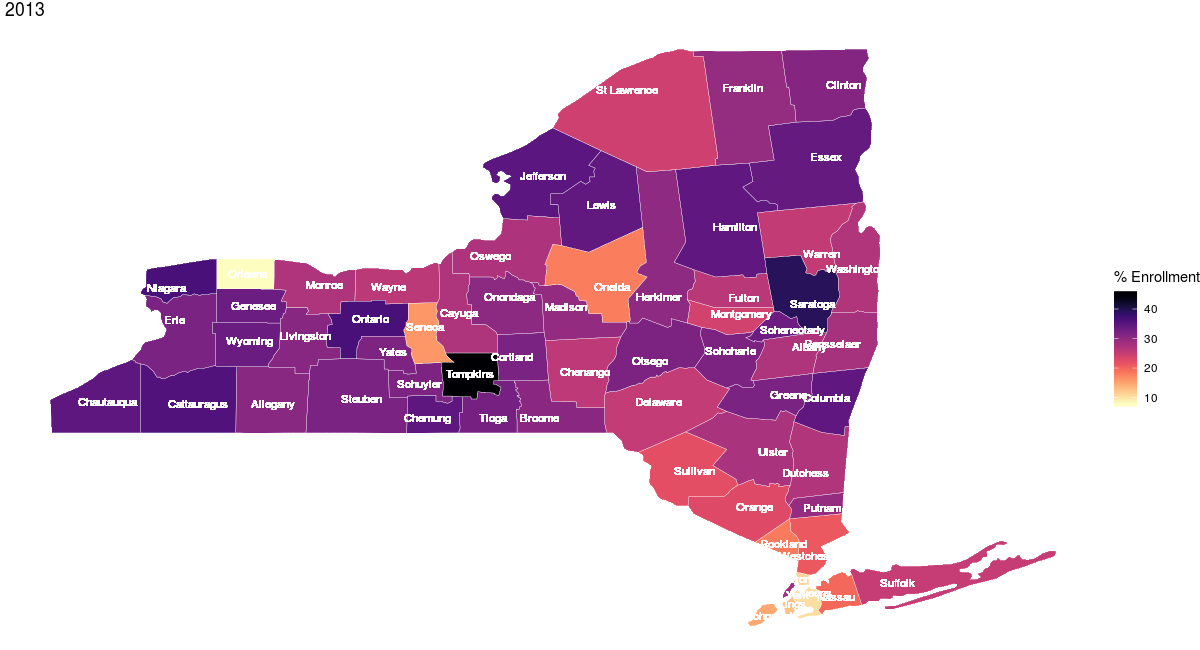 2013
St Lawrence
Franklin
Clinton
Essex
Jefferson
Lewis
Hamilton
Warren
Washingto
Oswego
Oneida
Herkimer
Fulton
Saratoga
Montgomery
Niagara
Orleans
Monroe
Wayne
Genesee
Erie
Wyoming
Livingston
Ontario
Yates
Seneca
Cayuga
Onondaga
Madison
Cortland
Tompkins
Schuyler
Chenango
Otsego
Schoharie
Schenectady
Albany
Rensselaer
Chautauqua
Cattaraugus
Allegany
Steuben
Chemung
Tioga
Broome
Delaware
Greene
Columbia
Ulster
Dutchess
Sullivan
Orange
Putnam
Rockland
Westches
Nassau
Suffolk
% Enrollment
40
30
20
10